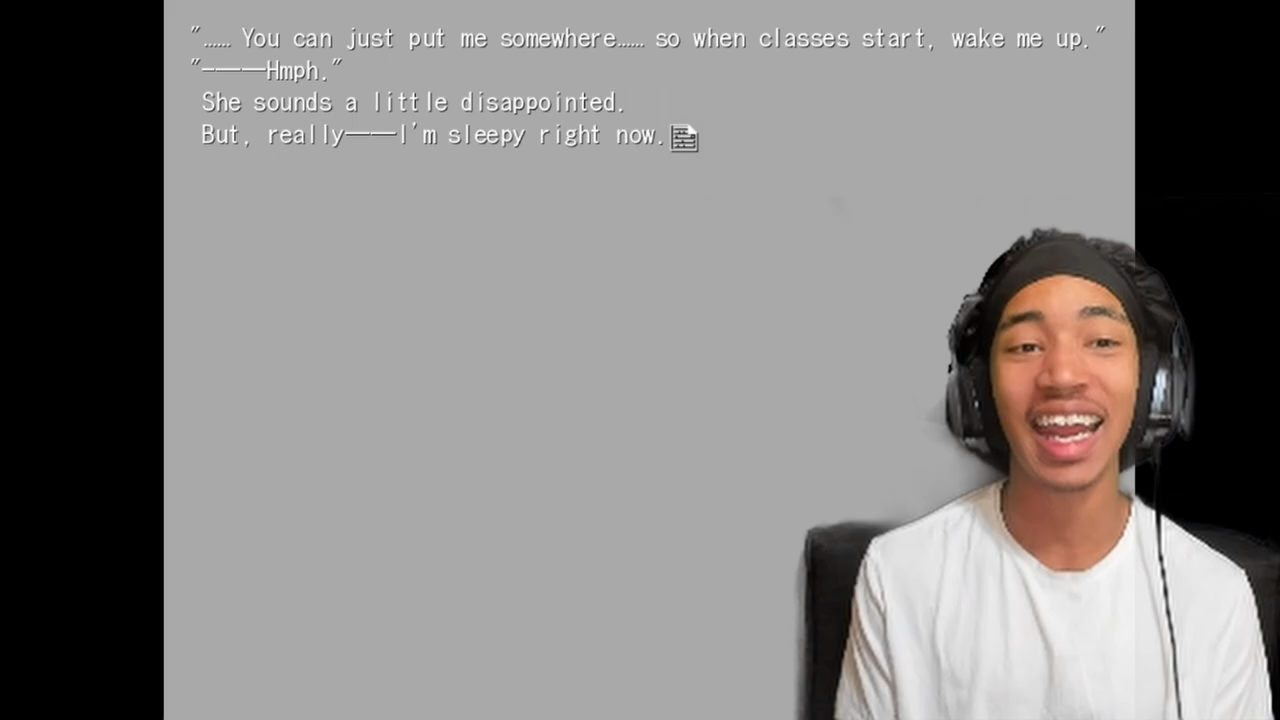 "…… You can just put me somewhere…… so when classes start, wake me up."
"─────Hmph."
She sounds a little disappointed.
But, really────I'm sleepy right now.